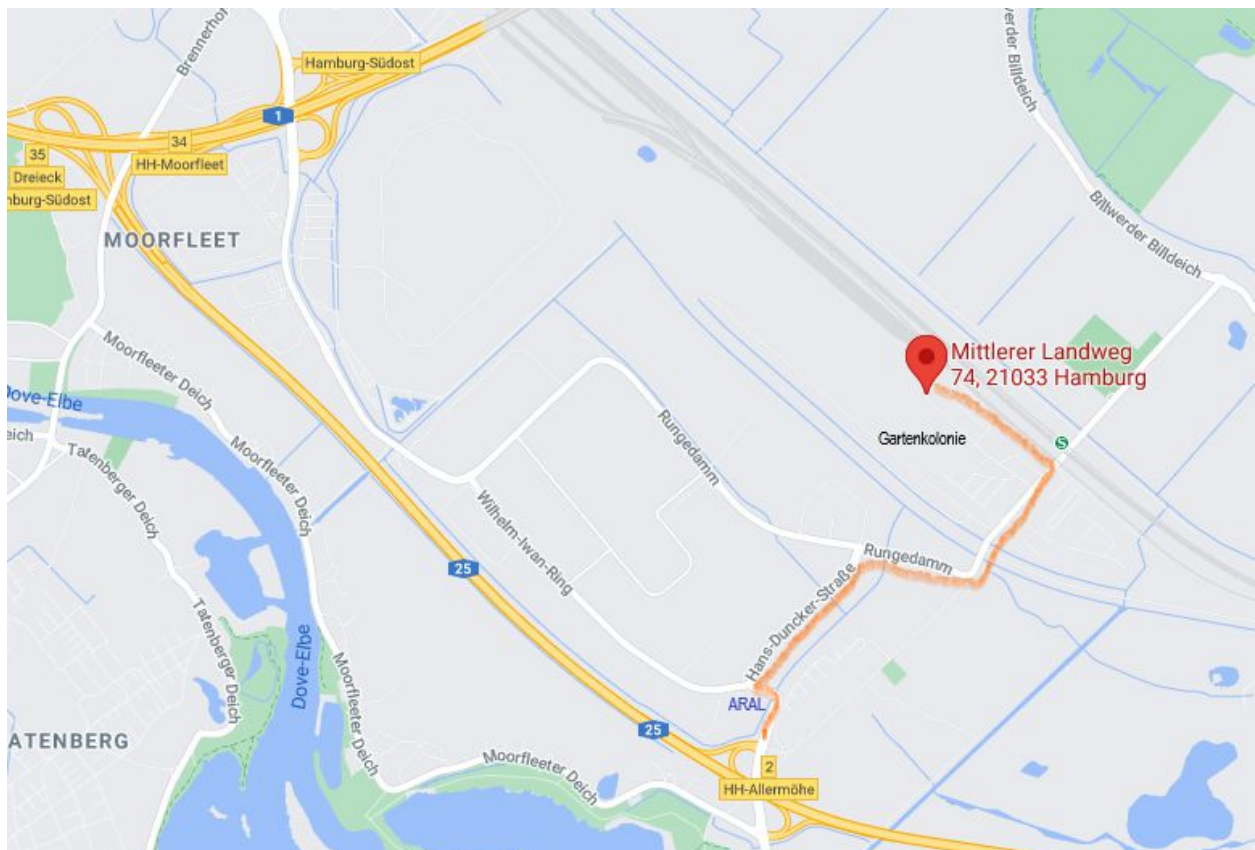 Brennerhof
Hamburg-Südost
1
34
HH-Moorfleet
35
Dreieck
nburg-Südost
MOORFLEET
Billwerder Billdeich
werder Billdeich
Mittlerer Landweg
74, 21033 Hamburg
Gartenkolonie
S
Moorfleeter Deich
Dove-Elbe
eich
Tatenberger Deich
Moorfleeter Deich
Rungedamm
Wilhelm-Iwan-Ring
25
Rungedamm
Hans-Duncker-Straße
Tatenberger Deich
Dove-Elbe
Moorfleeter Deich
ARAL
25
ATENBERG
Moorfleeter Deich
2
HH-Allermöhe